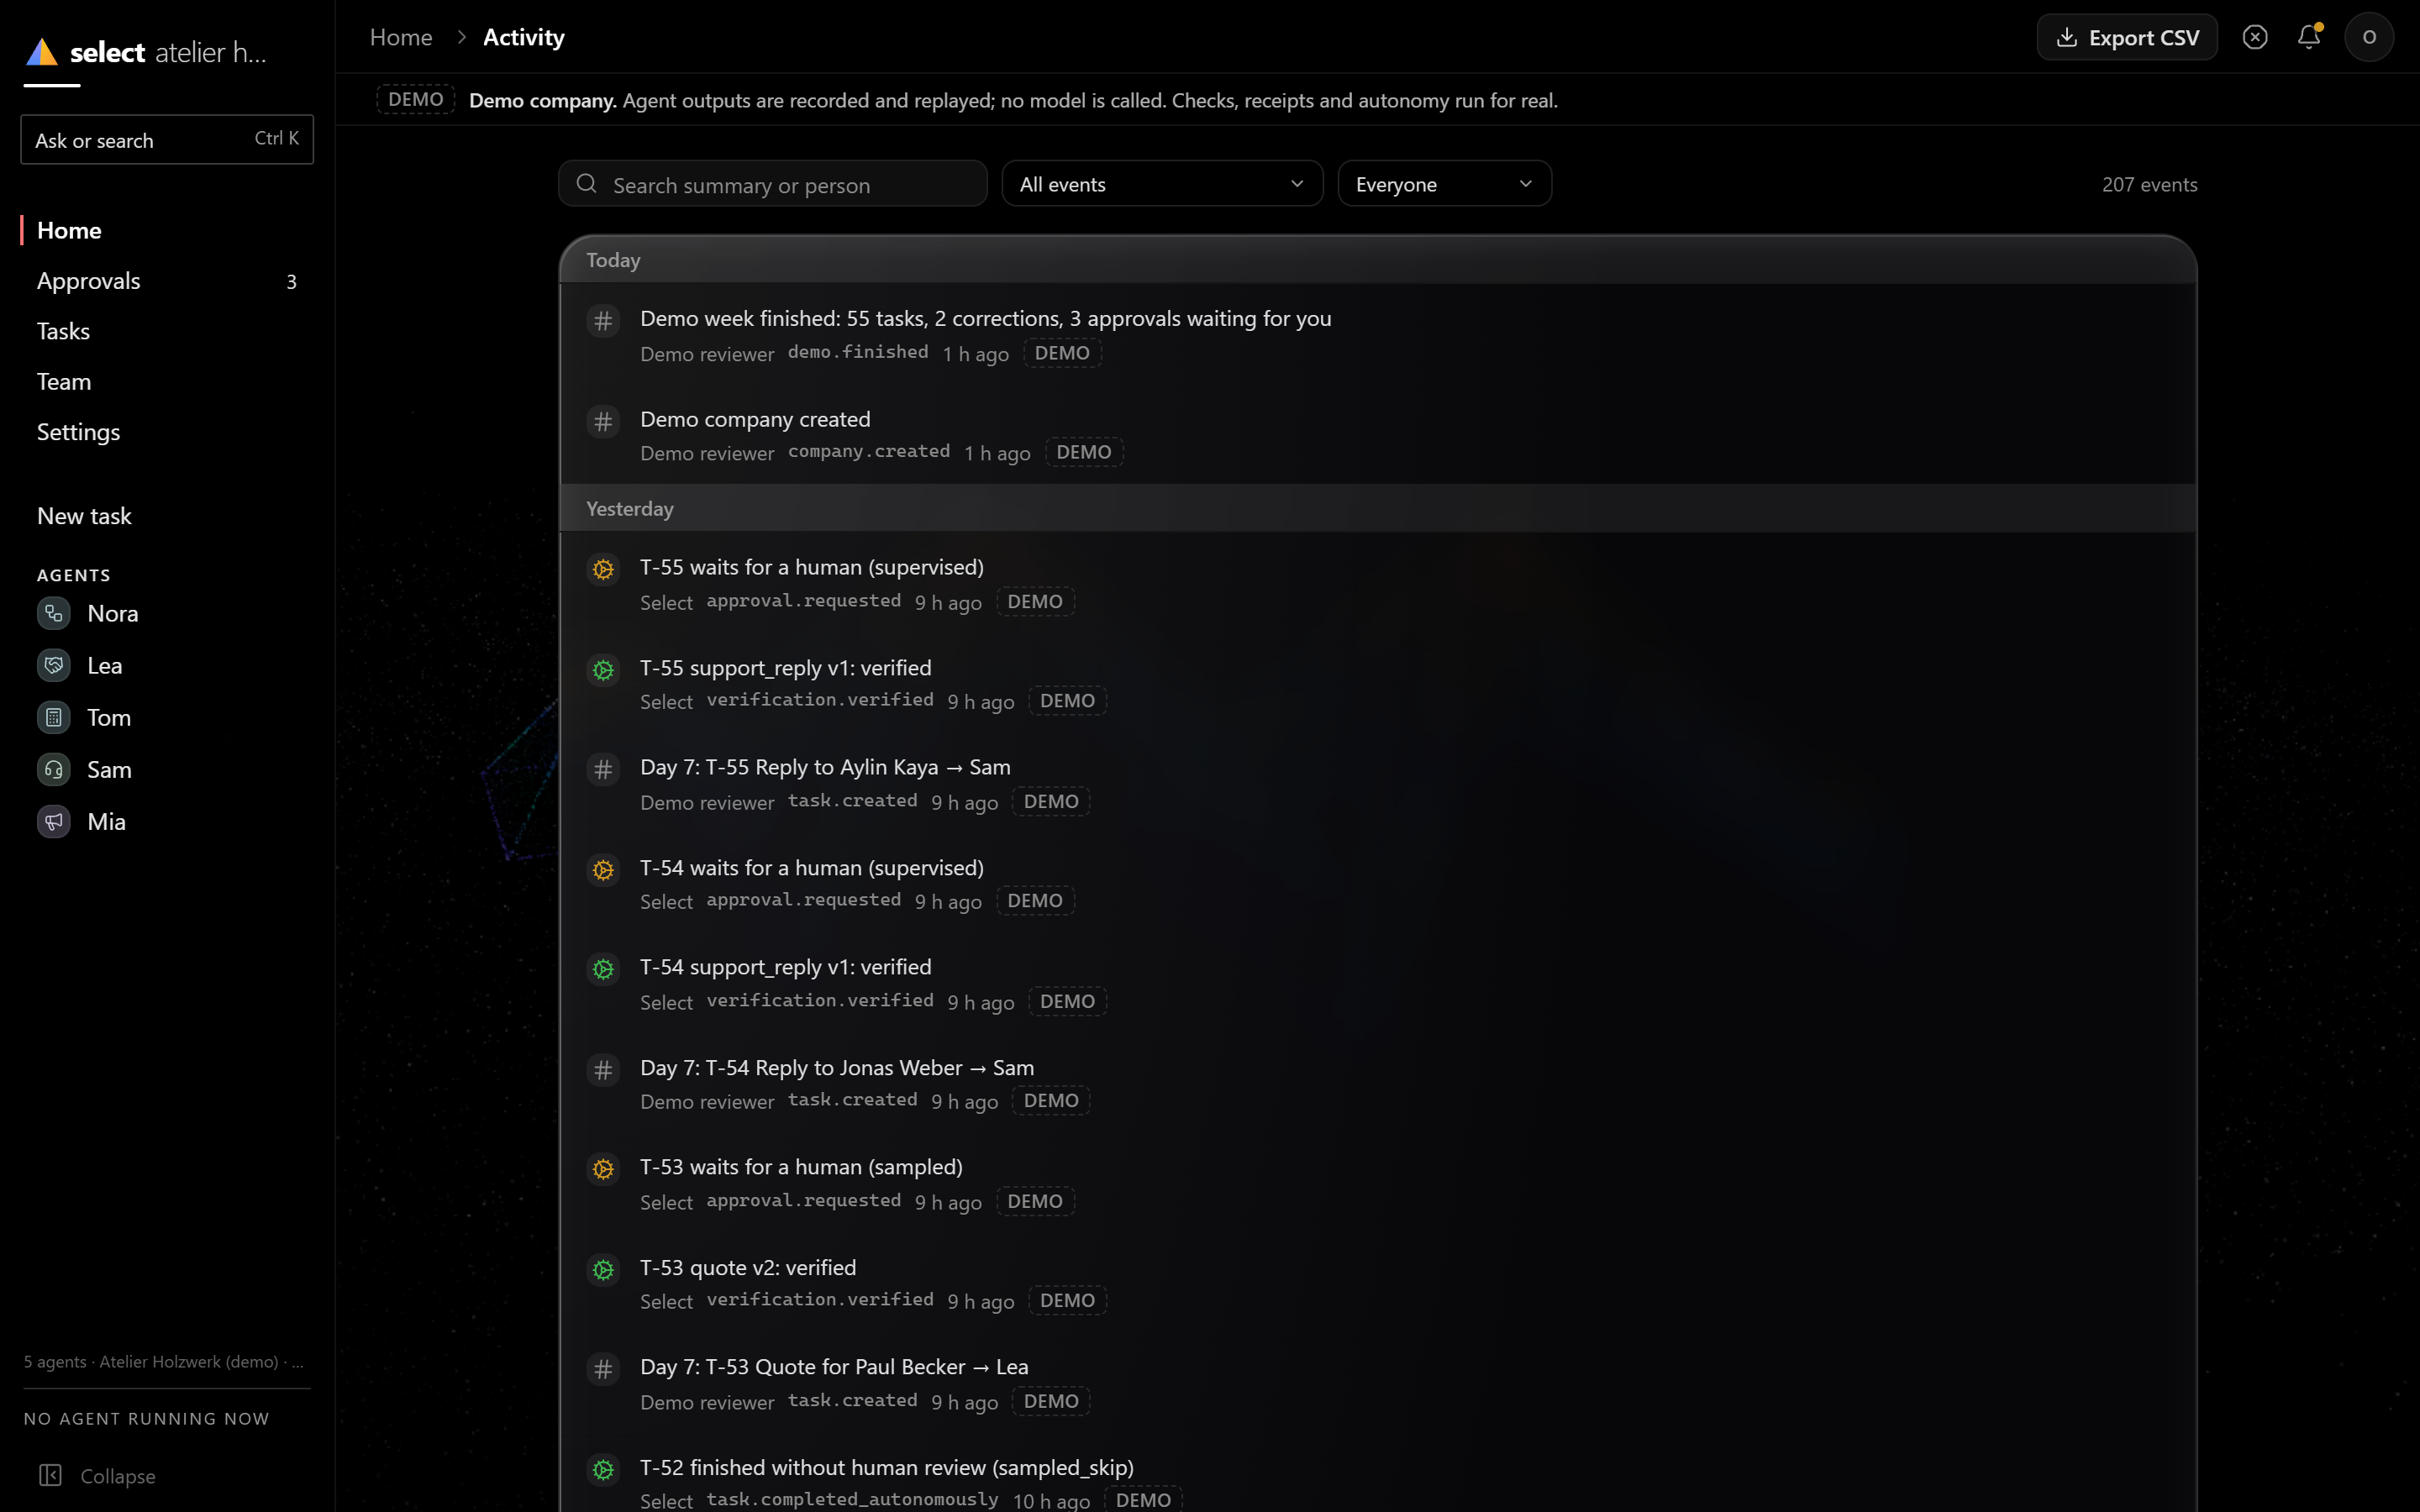 select atelier h...
Ask or search Ctrl K
Home
Approvals 3
Tasks
Team
Settings
New task
AGENTS
Nora
Lea
Tom
Sam
Mia
5 agents · Atelier Holzwerk (demo) · ...
NO AGENT RUNNING NOW
Collapse
Home > Activity
Export CSV
O
DEMO Demo company. Agent outputs are recorded and replayed; no model is called. Checks, receipts and autonomy run for real.
Search summary or person
All events
Everyone
207 events
Today
Demo week finished: 55 tasks, 2 corrections, 3 approvals waiting for you
Demo reviewer demo.finished 1 h ago DEMO
Demo company created
Demo reviewer company.created 1 h ago DEMO
Yesterday
T-55 waits for a human (supervised)
Select approval.requested 9 h ago DEMO
T-55 support_reply v1: verified
Select verification.verified 9 h ago DEMO
Day 7: T-55 Reply to Aylin Kaya → Sam
Demo reviewer task.created 9 h ago DEMO
T-54 waits for a human (supervised)
Select approval.requested 9 h ago DEMO
T-54 support_reply v1: verified
Select verification.verified 9 h ago DEMO
Day 7: T-54 Reply to Jonas Weber → Sam
Demo reviewer task.created 9 h ago DEMO
T-53 waits for a human (sampled)
Select approval.requested 9 h ago DEMO
T-53 quote v2: verified
Select verification.verified 9 h ago DEMO
Day 7: T-53 Quote for Paul Becker → Lea
Demo reviewer task.created 9 h ago DEMO
T-52 finished without human review (sampled_skip)
Select task.completed_autonomously 10 h ago DEMO